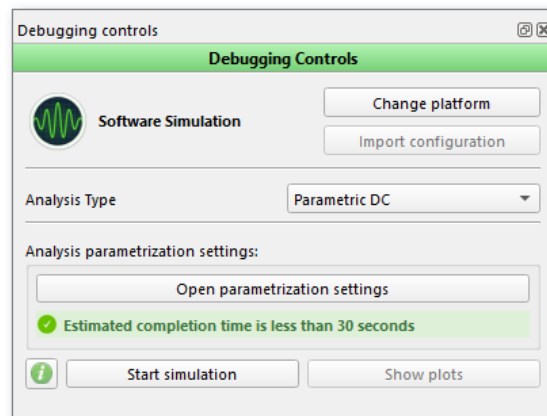 Debugging controls
Debugging Controls
Software Simulation
Change platform
Import configuration
Analysis Type
Parametric DC
Analysis parametrization settings:
Open parametrization settings
Estimated completion time is less than 30 seconds
Start simulation
Show plots